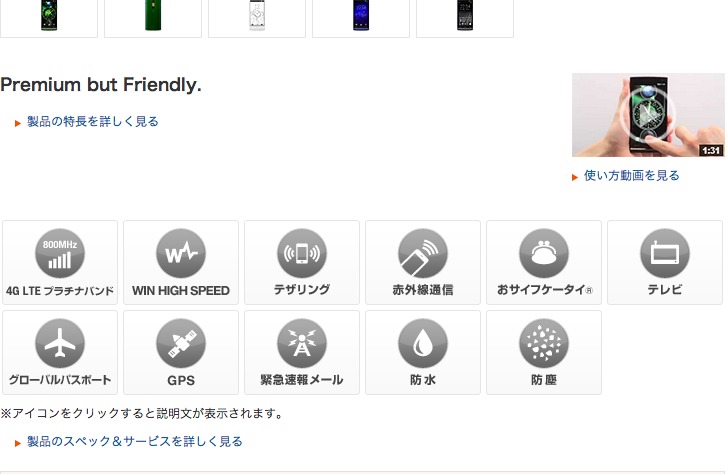 Premium but Friendly.
製品の特長を詳しく見る
1:31
使い方動画を見る
800MHz
4G LTE プラチナバンド
W
WIN HIGH SPEED
テザリング
赤外線通信
おサイフケータイ®
テレビ
グローバルパスポート
GPS
緊急速報メール
防水
防塵
※アイコンをクリックすると説明文が表示されます。
製品のスペック＆サービスを詳しく見る